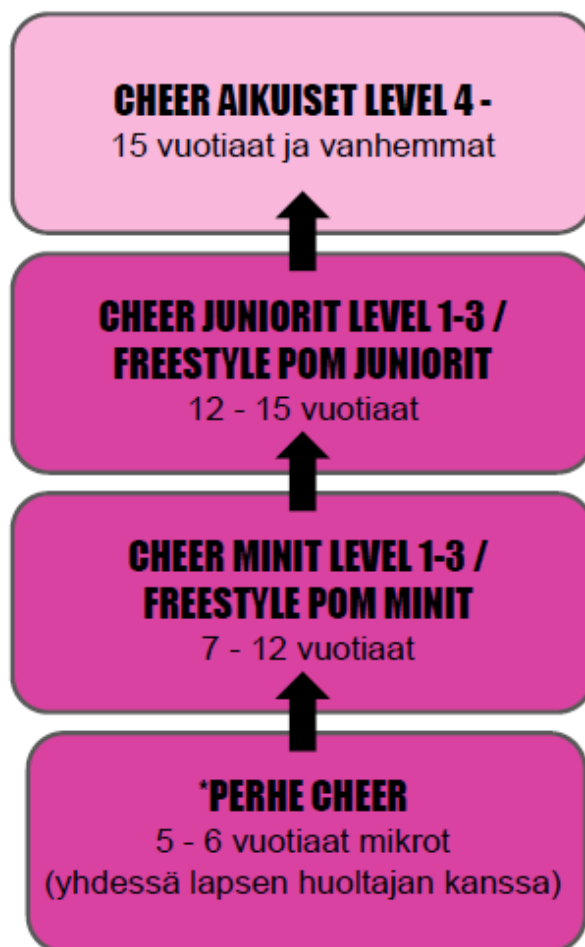 CHEER AIKUISET LEVEL 4 -
15 vuotiaat ja vanhemmat
CHEER JUNIORIT LEVEL 1-3 /
FREESTYLE POM JUNIORIT
12 - 15 vuotiaat
CHEER MINIT LEVEL 1-3 /
FREESTYLE POM MINIT
7 - 12 vuotiaat
*PERHE CHEER
5 - 6 vuotiaat mikrot
(yhdessä lapsen huoltajan kanssa)